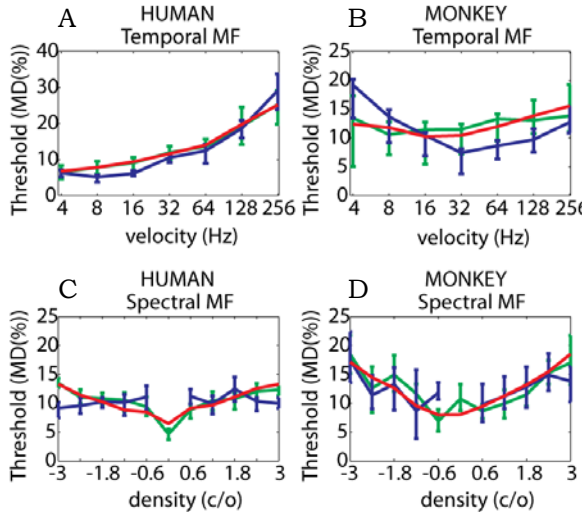 A HUMAN
Temporal MF
Threshold (MD(%))
40
30
20
10
0
4 8 16 32 64 128 256
velocity (Hz)
B MONKEY
Temporal MF
Threshold (MD(%))
25
20
15
10
5
0
4 8 16 32 64 128 256
velocity (Hz)
C HUMAN
Spectral MF
Threshold (MD(%))
25
20
15
10
5
0
-3 -1.8 -0.6 0.6 1.8 3
density (c/o)
D MONKEY
Spectral MF
Threshold (MD(%))
25
20
15
10
5
0
-3 -1.8 -0.6 0.6 1.8 3
density (c/o)